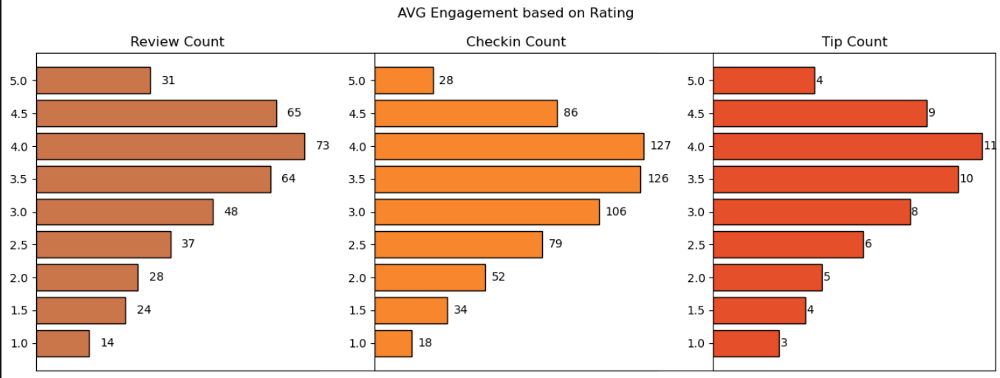 AVG Engagement based on Rating
Review Count Checkin Count Tip Count
5.0 31 5.0 28 5.0 4
4.5 65 4.5 86 4.5 9
4.0 73 4.0 127 4.0 11
3.5 64 3.5 126 3.5 10
3.0 48 3.0 106 3.0 8
2.5 37 2.5 79 2.5 6
2.0 28 2.0 52 2.0 5
1.5 24 1.5 34 1.5 4
1.0 14 1.0 18 1.0 3